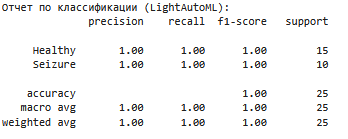 Отчет по классификации (LightAutoML):
precision recall f1-score support
Healthy 1.00 1.00 1.00 15
Seizure 1.00 1.00 1.00 10
accuracy 1.00 25
macro avg 1.00 1.00 1.00 25
weighted avg 1.00 1.00 1.00 25